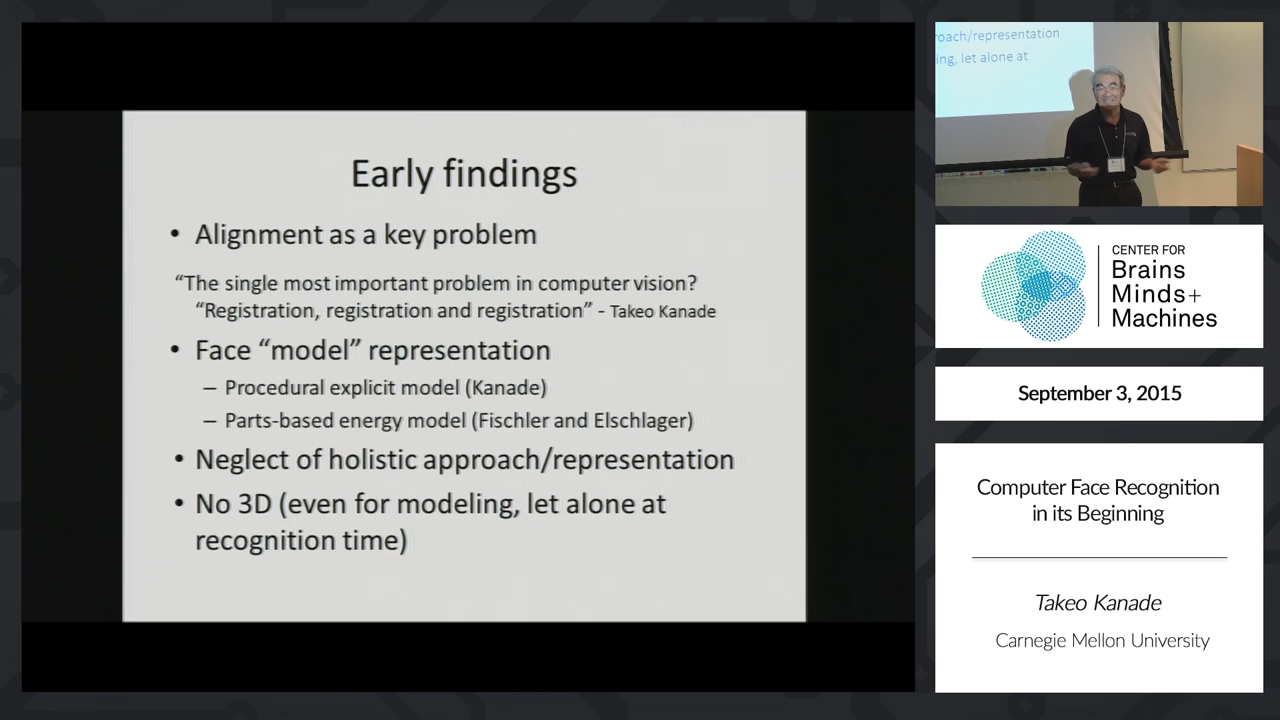 Early findings
• Alignment as a key problem
“The single most important problem in computer vision?
“Registration, registration and registration” - Takeo Kanade
• Face “model” representation
– Procedural explicit model (Kanade)
– Parts-based energy model (Fischler and Elschlager)
• Neglect of holistic approach/representation
• No 3D (even for modeling, let alone at
recognition time)
roach/representation
ing, let alone at
CENTER FOR
Brains
Minds+
Machines
September 3, 2015
Computer Face Recognition
in its Beginning
Takeo Kanade
Carnegie Mellon University